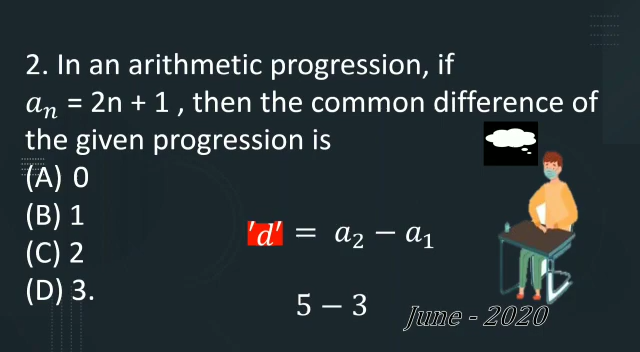 2. In an arithmetic progression, if
aₙ = 2n + 1 , then the common difference of
the given progression is
(A) 0
(B) 1
(C) 2
(D) 3.
'd' = a₂ − a₁
5 − 3
June - 2020